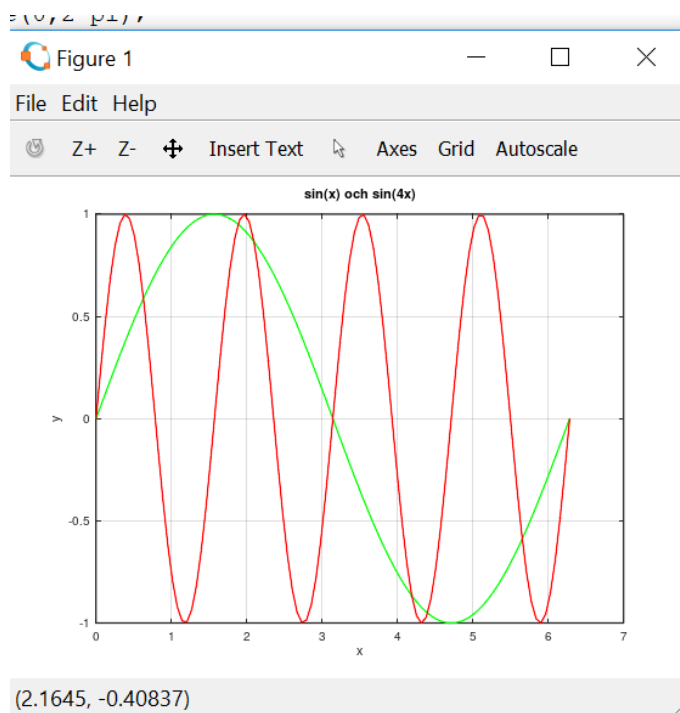 Figure 1
File Edit Help
Z+ Z- Insert Text Axes Grid Autoscale
sin(x) och sin(4x)
1
0.5
0
-0.5
-1
y
0 1 2 3 4 5 6 7
x
(2.1645, -0.40837)